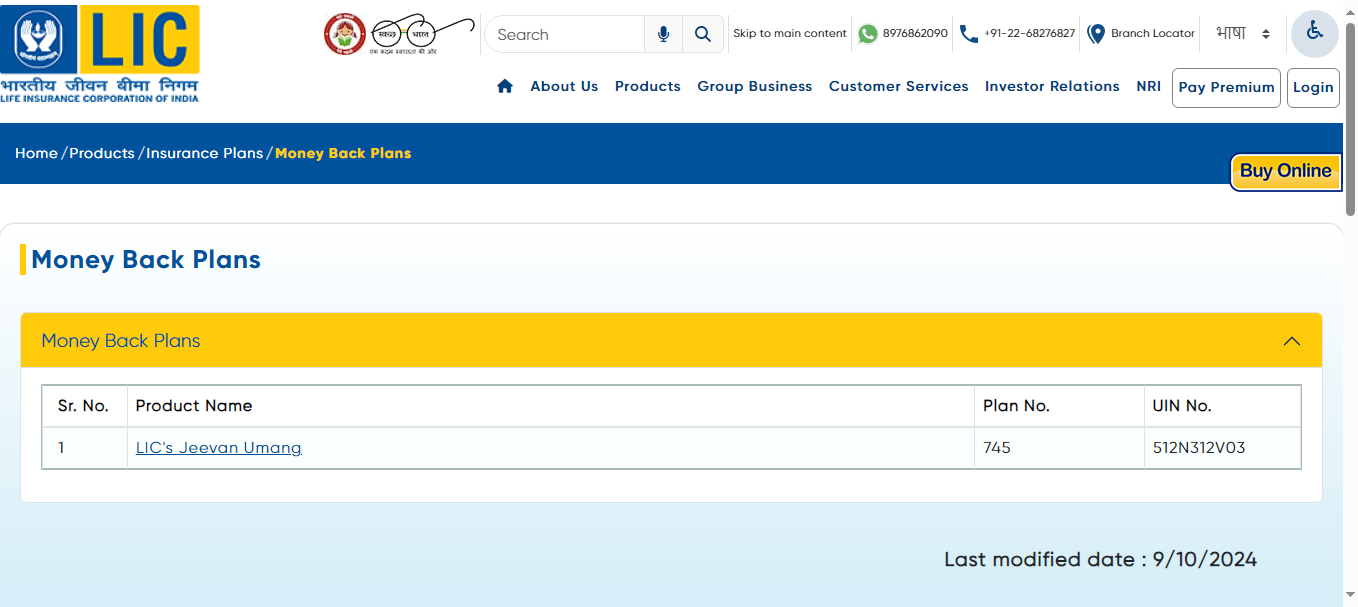 LIC
भारतीय जीवन बीमा निगम
LIFE INSURANCE CORPORATION OF INDIA
स्वच्छ भारत
एक कदम स्वच्छता की ओर
Search
Skip to main content
8976862090
+91-22-68276827
Branch Locator
भाषा
About Us
Products
Group Business
Customer Services
Investor Relations
NRI
Pay Premium
Login
Home / Products / Insurance Plans / Money Back Plans
Buy Online
Money Back Plans
Money Back Plans
Sr. No. Product Name Plan No. UIN No.
1 LIC's Jeevan Umang 745 512N312V03
Last modified date : 9/10/2024